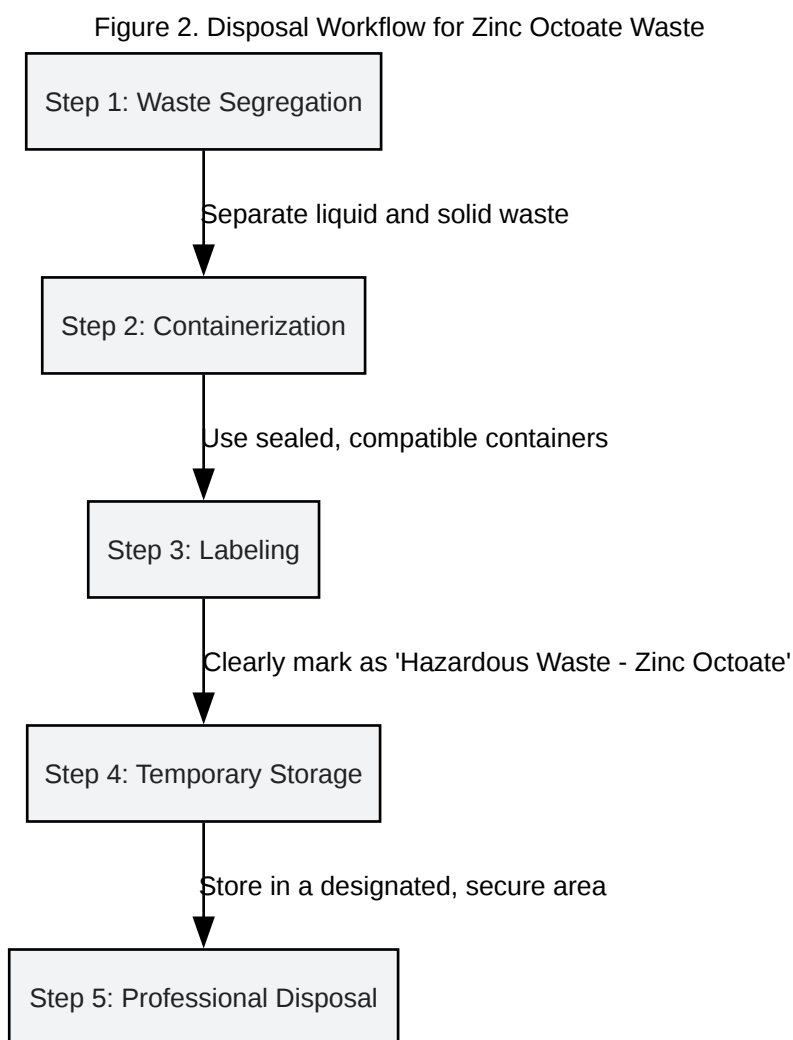 Figure 2. Disposal Workflow for Zinc Octoate Waste
Step 1: Waste Segregation
Separate liquid and solid waste
Step 2: Containerization
Use sealed, compatible containers
Step 3: Labeling
Clearly mark as 'Hazardous Waste - Zinc Octoate'
Step 4: Temporary Storage
Store in a designated, secure area
Step 5: Professional Disposal